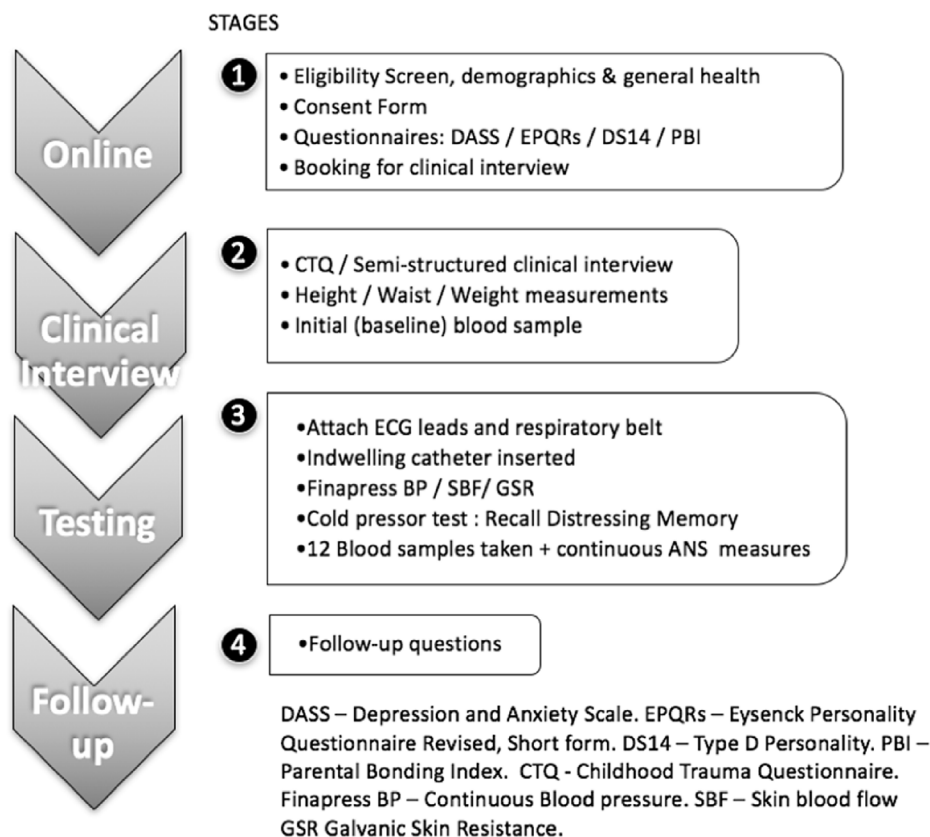 STAGES
Online
1
• Eligibility Screen, demographics & general health
• Consent Form
• Questionnaires: DASS / EPQRs / DS14 / PBI
• Booking for clinical interview
Clinical
Interview
2
• CTQ / Semi-structured clinical interview
• Height / Waist / Weight measurements
• Initial (baseline) blood sample
Testing
3
•Attach ECG leads and respiratory belt
•Indwelling catheter inserted
•Finapress BP / SBF/ GSR
•Cold pressor test : Recall Distressing Memory
•12 Blood samples taken + continuous ANS measures
Follow-
up
4
•Follow-up questions
DASS – Depression and Anxiety Scale. EPQRs – Eysenck Personality
Questionnaire Revised, Short form. DS14 – Type D Personality. PBI –
Parental Bonding Index. CTQ - Childhood Trauma Questionnaire.
Finapress BP – Continuous Blood pressure. SBF – Skin blood flow
GSR Galvanic Skin Resistance.